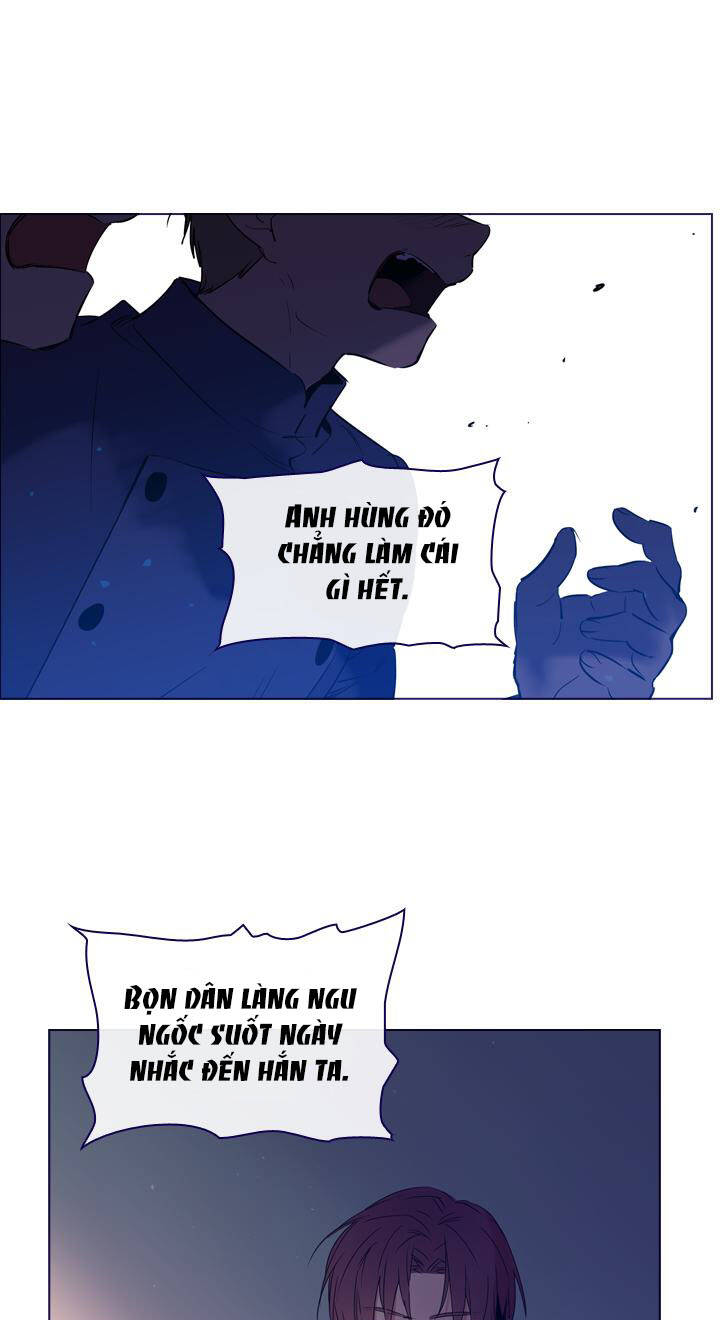 ANH HÙNG ĐÓ
CHẲNG LÀM CÁI
GÌ HẾT.
BỌN DÂN LÀNG NGU
NGỐC SUỐT NGÀY
NHẮC ĐẾN HẮN TA.